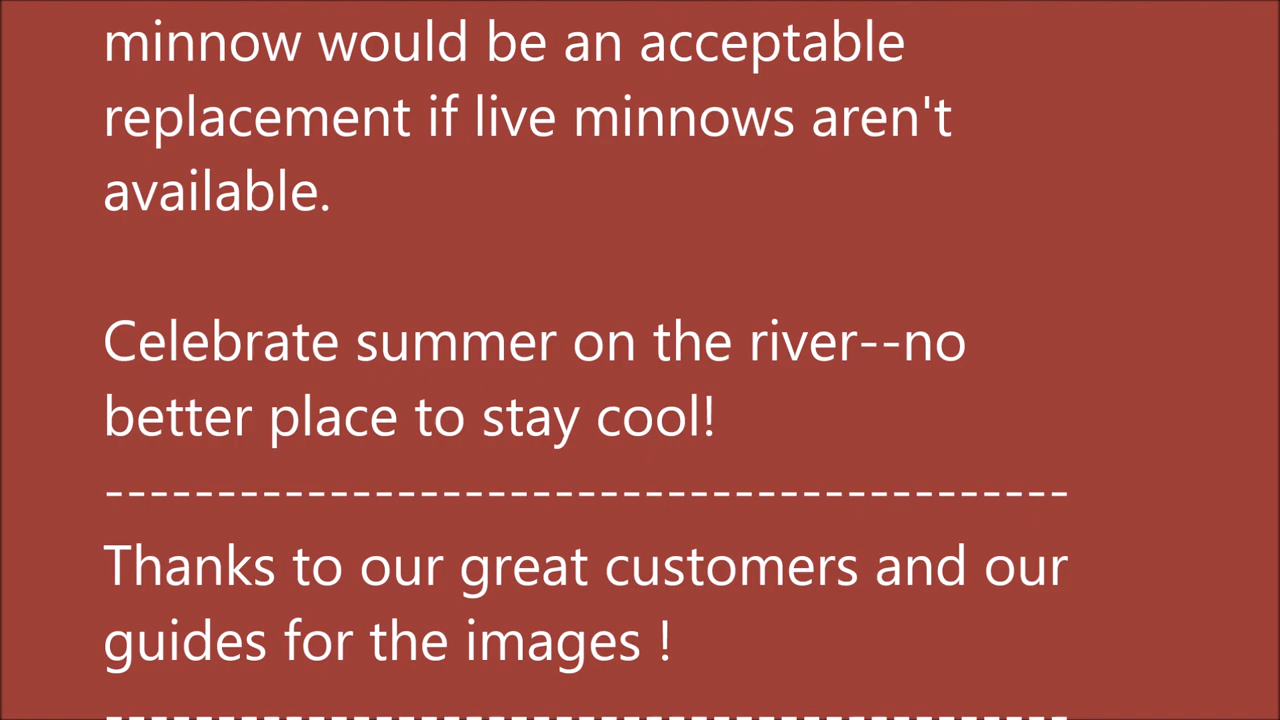 minnow would be an acceptable
replacement if live minnows aren't
available.
Celebrate summer on the river--no
better place to stay cool!
-------------------------------------------
Thanks to our great customers and our
guides for the images !
-------------------------------------------